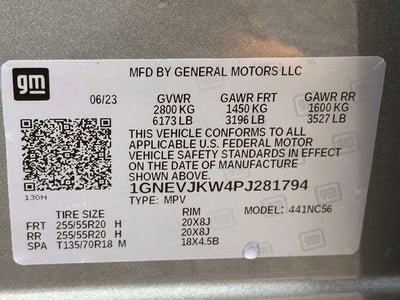 gm
MFD BY GENERAL MOTORS LLC
06/23 GVWR GAWR FRT GAWR RR
2800 KG 1450 KG 1600 KG
6173 LB 3196 LB 3527 LB
THIS VEHICLE CONFORMS TO ALL
APPLICABLE U.S. FEDERAL MOTOR
VEHICLE SAFETY STANDARDS IN EFFECT
ON THE DATE OF MANUFACTURE
SHOWN ABOVE.
1GNEVJKW4PJ281794
130H TYPE: MPV
TIRE SIZE RIM MODEL: 441NC56
FRT 255/55R20 H 20X8J
RR 255/55R20 H 20X8J
SPA T135/70R18 M 18X4.5B